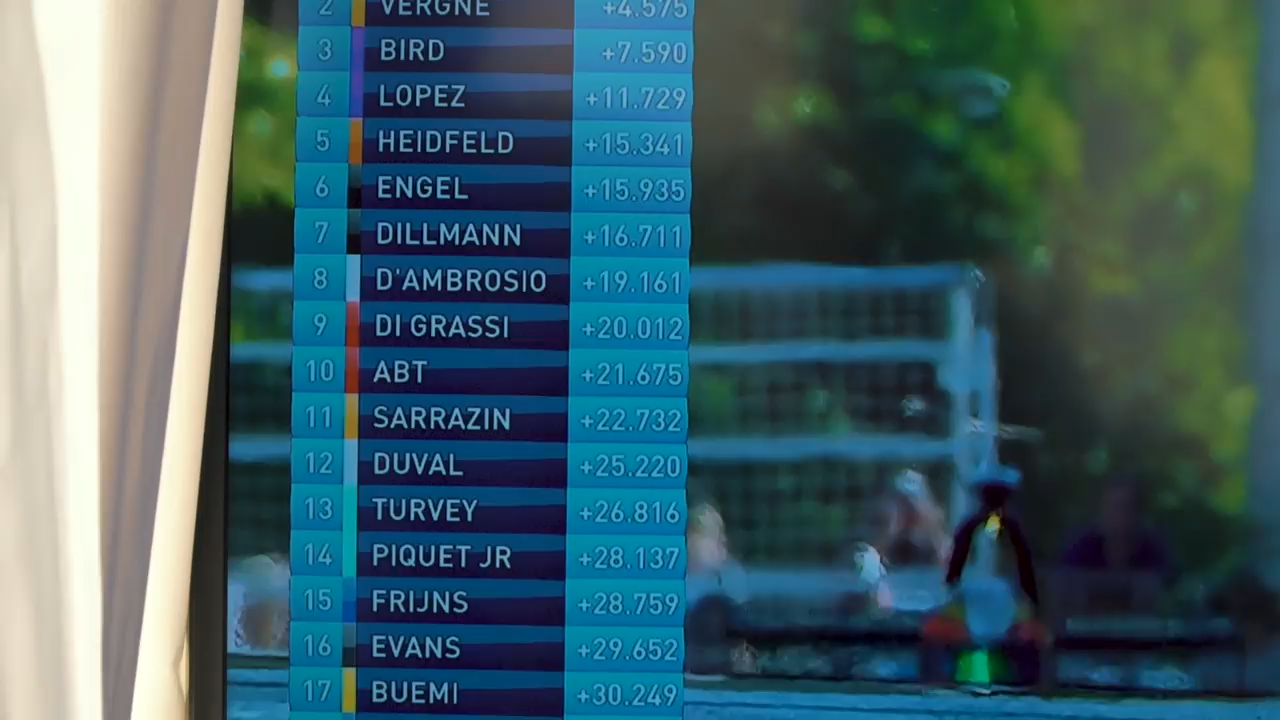 2 VERGNE +4.575
3 BIRD +7.590
4 LOPEZ +11.729
5 HEIDFELD +15.341
6 ENGEL +15.935
7 DILLMANN +16.711
8 D'AMBROSIO +19.161
9 DI GRASSI +20.012
10 ABT +21.675
11 SARRAZIN +22.732
12 DUVAL +25.220
13 TURVEY +26.816
14 PIQUET JR +28.137
15 FRIJNS +28.759
16 EVANS +29.652
17 BUEMI +30.249